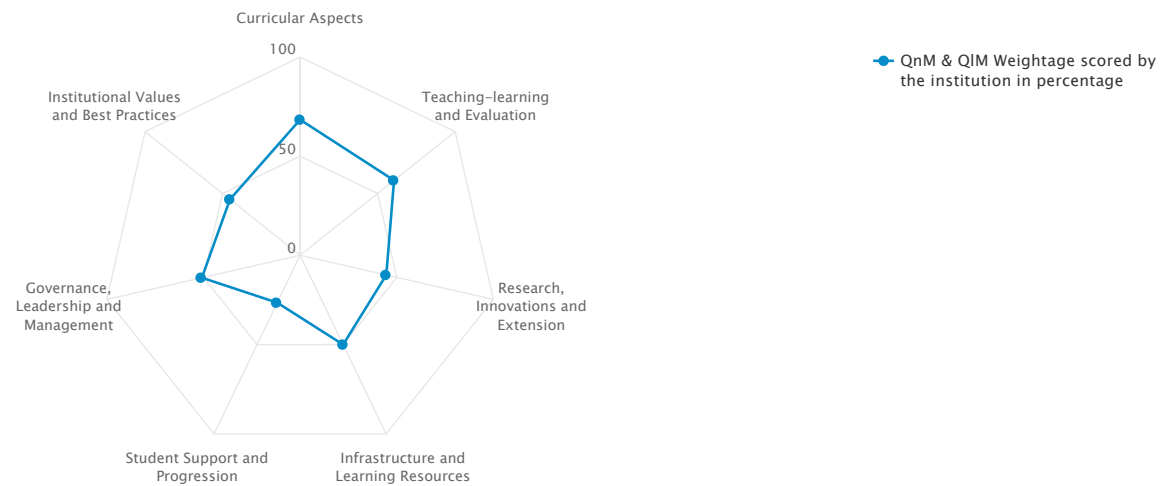 Curricular Aspects
100
50
0
Teaching-learning
and Evaluation
Research,
Innovations and
Extension
Infrastructure and
Learning Resources
Student Support and
Progression
Governance,
Leadership and
Management
Institutional Values
and Best Practices
QnM & QlM Weightage scored by
the institution in percentage